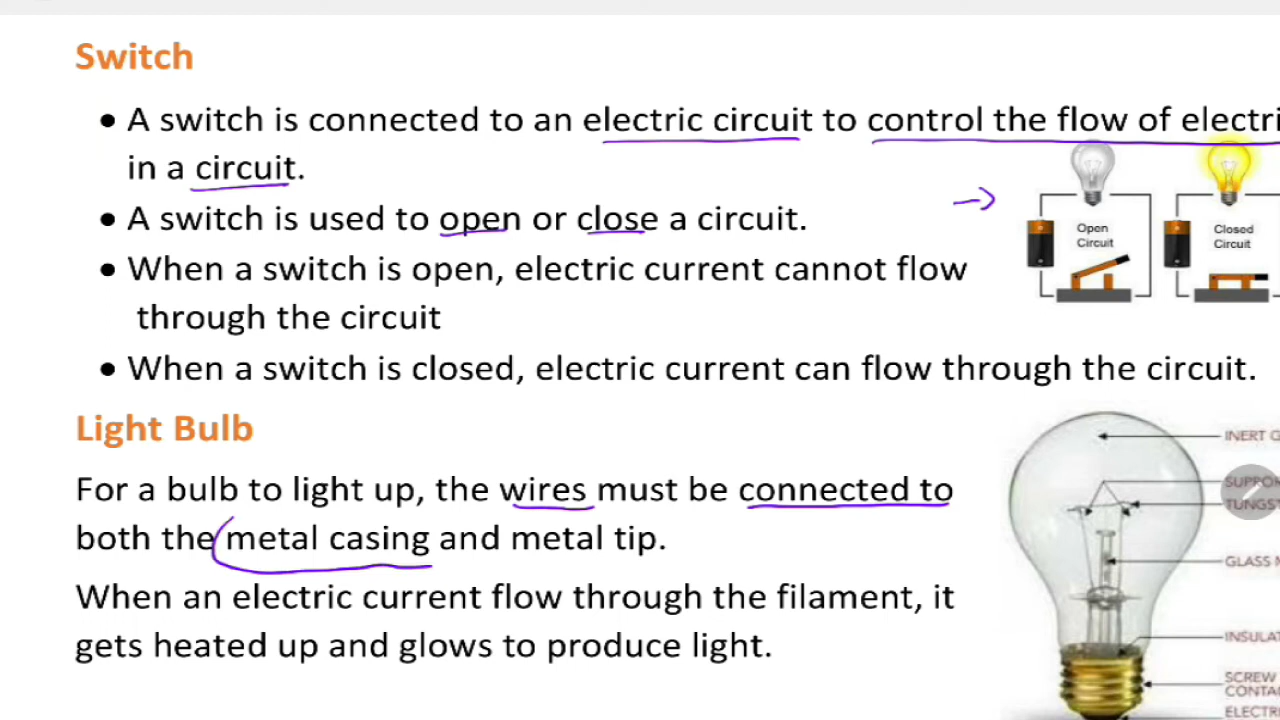 Switch
• A switch is connected to an electric circuit to control the flow of electri
in a circuit.
• A switch is used to open or close a circuit.
Open
Circuit
Closed
Circuit
• When a switch is open, electric current cannot flow
through the circuit
• When a switch is closed, electric current can flow through the circuit.
Light Bulb
For a bulb to light up, the wires must be connected to
both the metal casing and metal tip.
When an electric current flow through the filament, it
gets heated up and glows to produce light.
INERT G
SUPPOR
TUNGST
GLASS M
INSULAT
SCREW
CONTA
ELECTRI